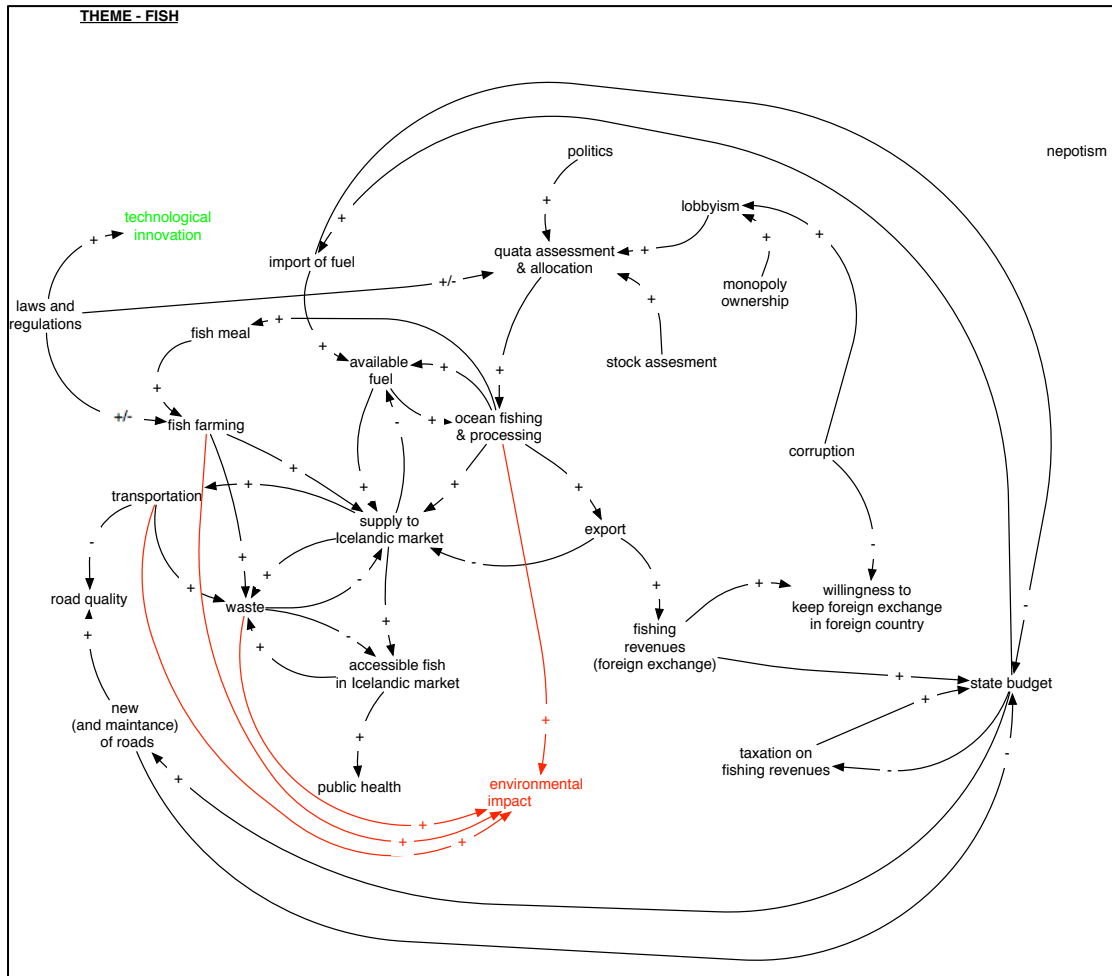 THEME - FISH
politics
nepotism
lobbyism
technological
innovation
+
+
+
+
quata assessment
& allocation
+
+
import of fuel
+/-
monopoly
ownership
laws and
regulations
+
fish meal
+
+
stock assesment
+
available
fuel
+
+
+
+/-
fish farming
-
+
ocean fishing
& processing
corruption
+
+
transportation
+
+
+
+
supply to
Icelandic market
export
-
-
+
-
-
+
+
-
+
+
road quality
waste
willingness to
keep foreign exchange
in foreign country
-
+
+
+
fishing
revenues
(foreign exchange)
-
+
+
accessible fish
in Icelandic market
+
state budget
new
(and maintance)
of roads
+
+
-
taxation on
fishing revenues
-
+
public health
environmental
impact
+
+
+